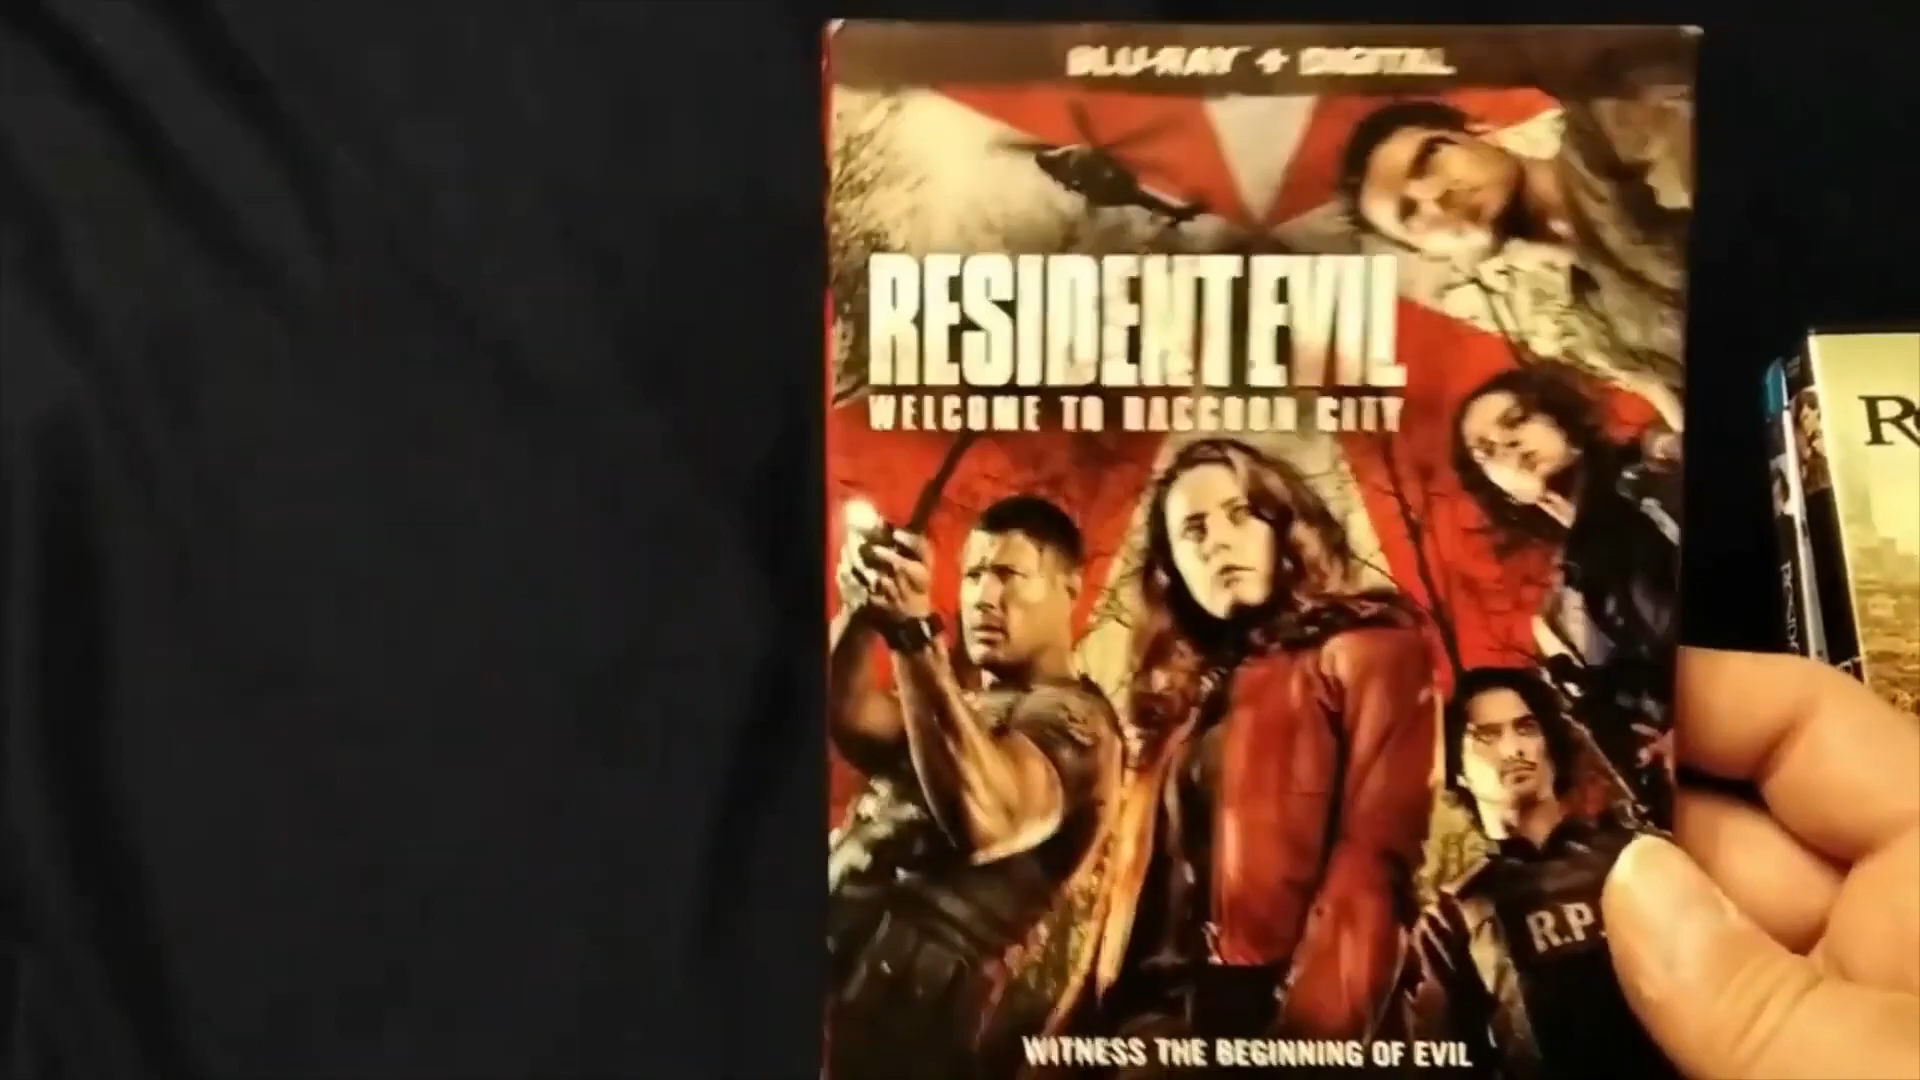 BLU-RAY + DIGITAL
RESIDENT EVIL
WELCOME TO RACCOON CITY
R.P.
WITNESS THE BEGINNING OF EVIL